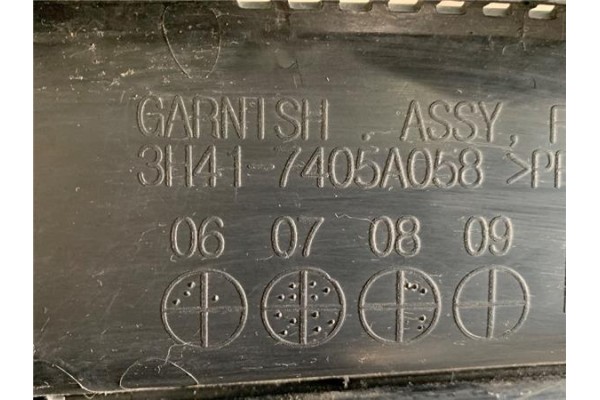 GARNISH . ASSY, F
3H41-7405A058 >P
06 07 08 09